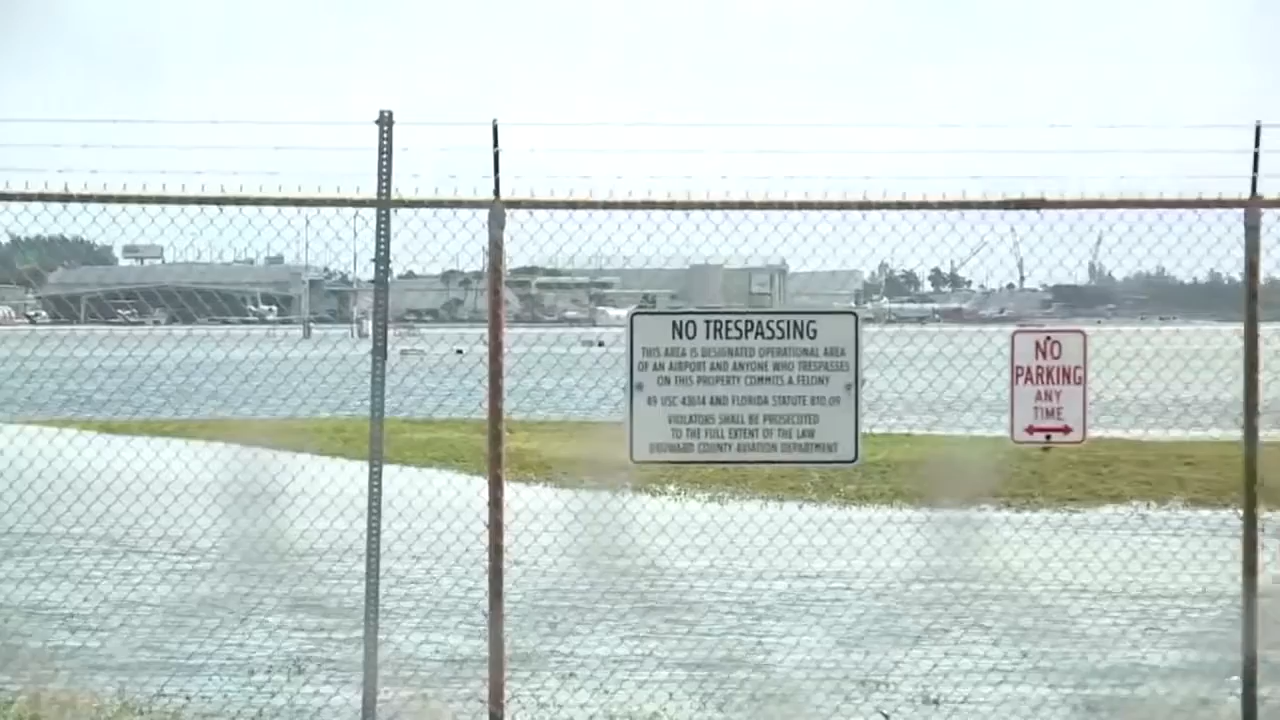 NO TRESPASSING
THIS AREA IS DESIGNATED OPERATIONAL AREA
OF AN AIRPORT AND ANYONE WHO TRESPASSES
ON THIS PROPERTY COMMITS A FELONY
49 USC 43614 AND FLORIDA STATUTE 810.09
VIOLATORS SHALL BE PROSECUTED
TO THE FULL EXTENT OF THE LAW
BROWARD COUNTY AVIATION DEPARTMENT
NO
PARKING
ANY
TIME